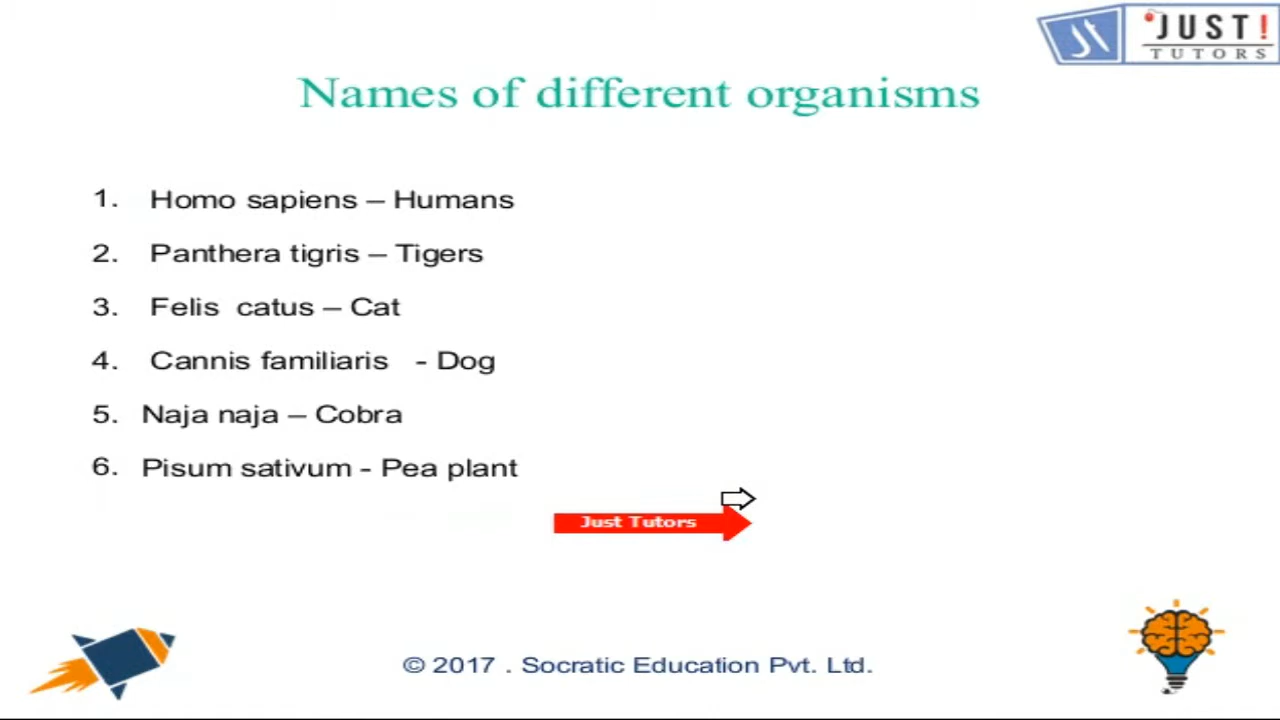 JUST!
TUTORS
Names of different organisms
1. Homo sapiens – Humans
2. Panthera tigris – Tigers
3. Felis catus – Cat
4. Cannis familiaris - Dog
5. Naja naja – Cobra
6. Pisum sativum - Pea plant
Just Tutors
© 2017 . Socratic Education Pvt. Ltd.